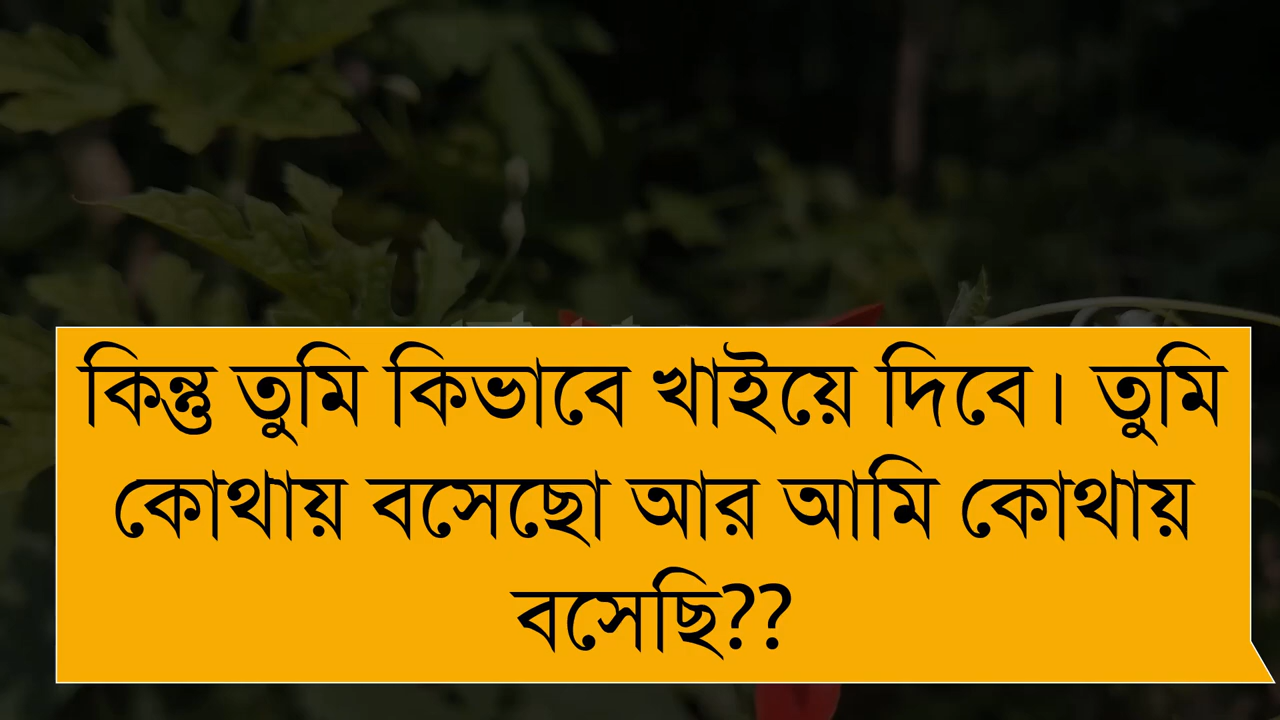 কিন্তু তুমি কিভাবে খাইয়ে দিবে। তুমি
কোথায় বসেছো আর আমি কোথায়
বসেছি??